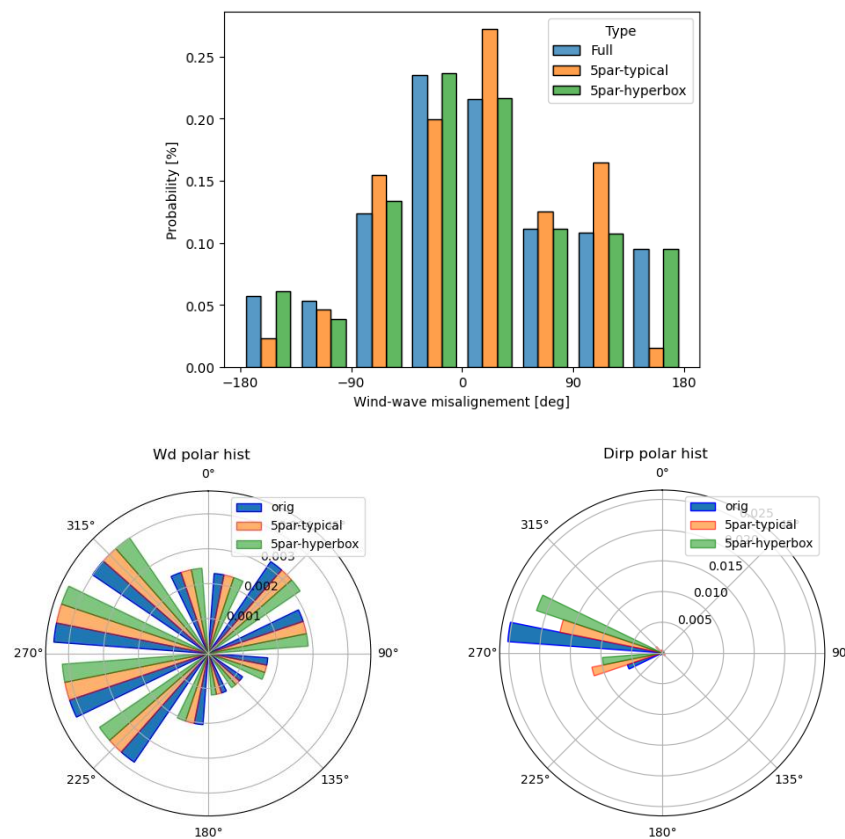 Type
Full
5par-typical
5par-hyperbox
0.25
0.20
0.15
0.10
0.05
0.00
Probability [%]
−180
−90
0
90
180
Wind-wave misalignement [deg]
Wd polar hist
0°
315°
270°
225°
180°
135°
90°
orig
5par-typical
5par-hyperbox
0.003
0.002
0.001
Dirp polar hist
0°
315°
270°
225°
180°
135°
90
orig
5par-typical
5par-hyperbox
0.025
0.015
0.010
0.005